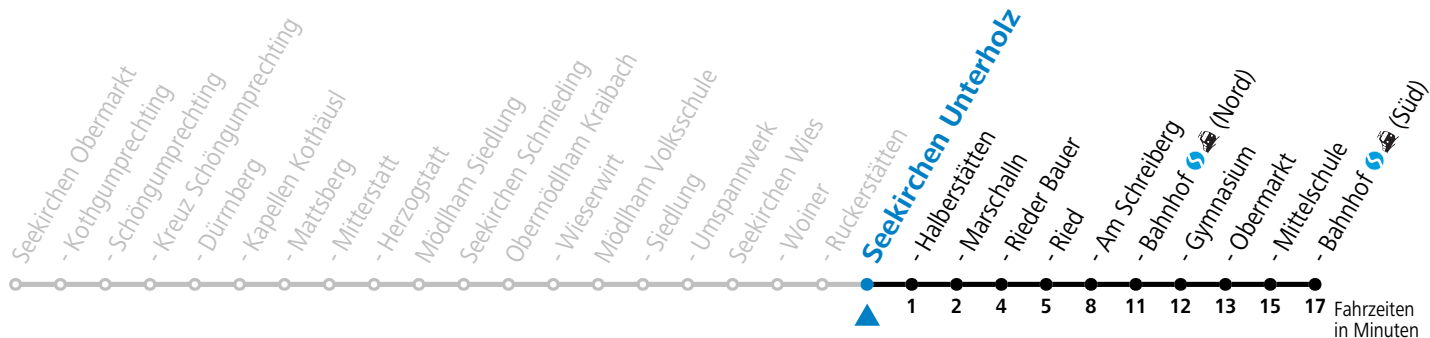 Seekirchen Obermarkt
- Kothgumprechting
- Schöngumprechting
- Kreuz Schöngumprechting
- Dürrnberg
- Kapellen Kothäusl
- Mattsberg
- Mitterstatt
- Herzogstatt
Mödlham Siedlung
Seekirchen Schmieding
Obermödlham Kraibach
- Wieserwirt
Mödlham Volksschule
- Siedlung
- Umspannwerk
Seekirchen Wies
- Woiner
- Ruckerstätten
Seekirchen Unterholz
- Halberstätten
- Marschalln
- Rieder Bauer
- Ried
- Am Schreiberg
- Bahnhof (Nord)
- Gymnasium
- Obermarkt
- Mittelschule
- Bahnhof (Süd)
1 2 4 5 8 11 12 13 15 17 Fahrzeiten
in Minuten